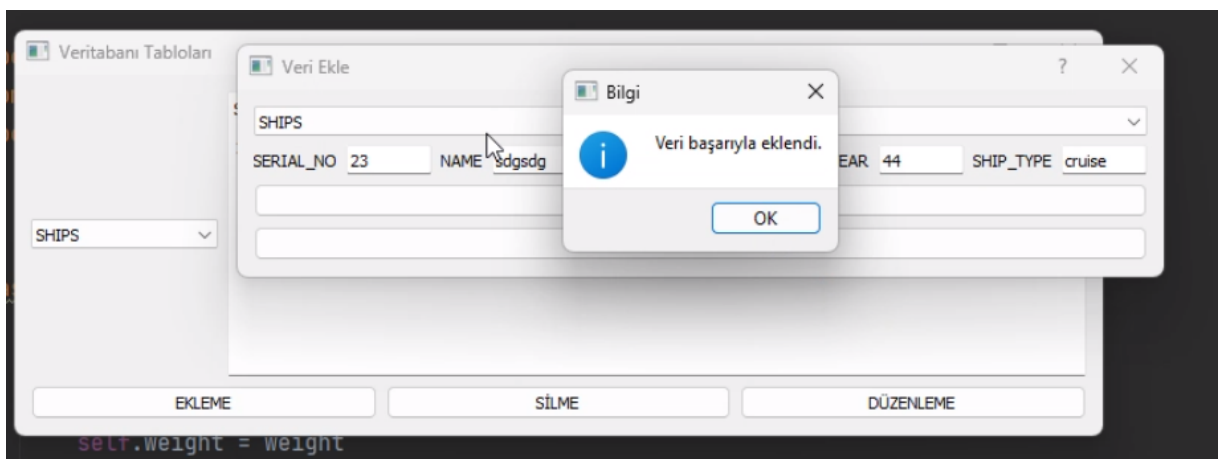 Veritabanı Tabloları
Veri Ekle
?
Bilgi
SHIPS
Veri başarıyla eklendi.
SERIAL_NO 23 NAME sdgsdg EAR 44 SHIP_TYPE cruise
OK
SHIPS
EKLEME SİLME DÜZENLEME
self.weight = weight